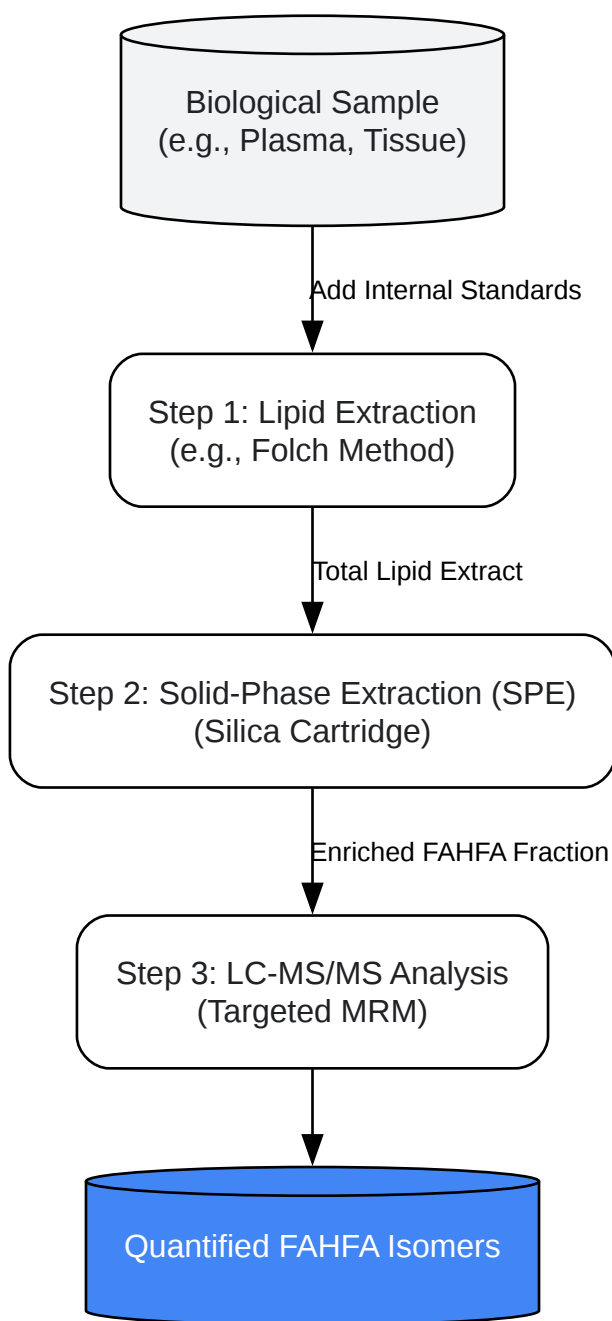 Biological Sample
(e.g., Plasma, Tissue)
Add Internal Standards
Step 1: Lipid Extraction
(e.g., Folch Method)
Total Lipid Extract
Step 2: Solid-Phase Extraction (SPE)
(Silica Cartridge)
Enriched FAHFA Fraction
Step 3: LC-MS/MS Analysis
(Targeted MRM)
Quantified FAHFA Isomers